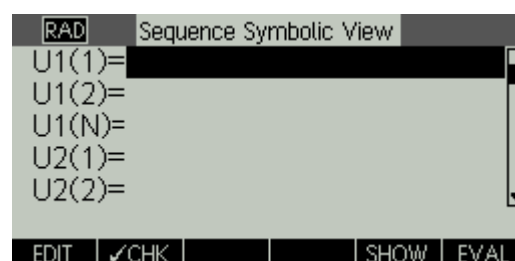 RAD Sequence Symbolic View
U1(1)=
U1(2)=
U1(N)=
U2(1)=
U2(2)=
EDIT ✓CHK SHOW EVAL